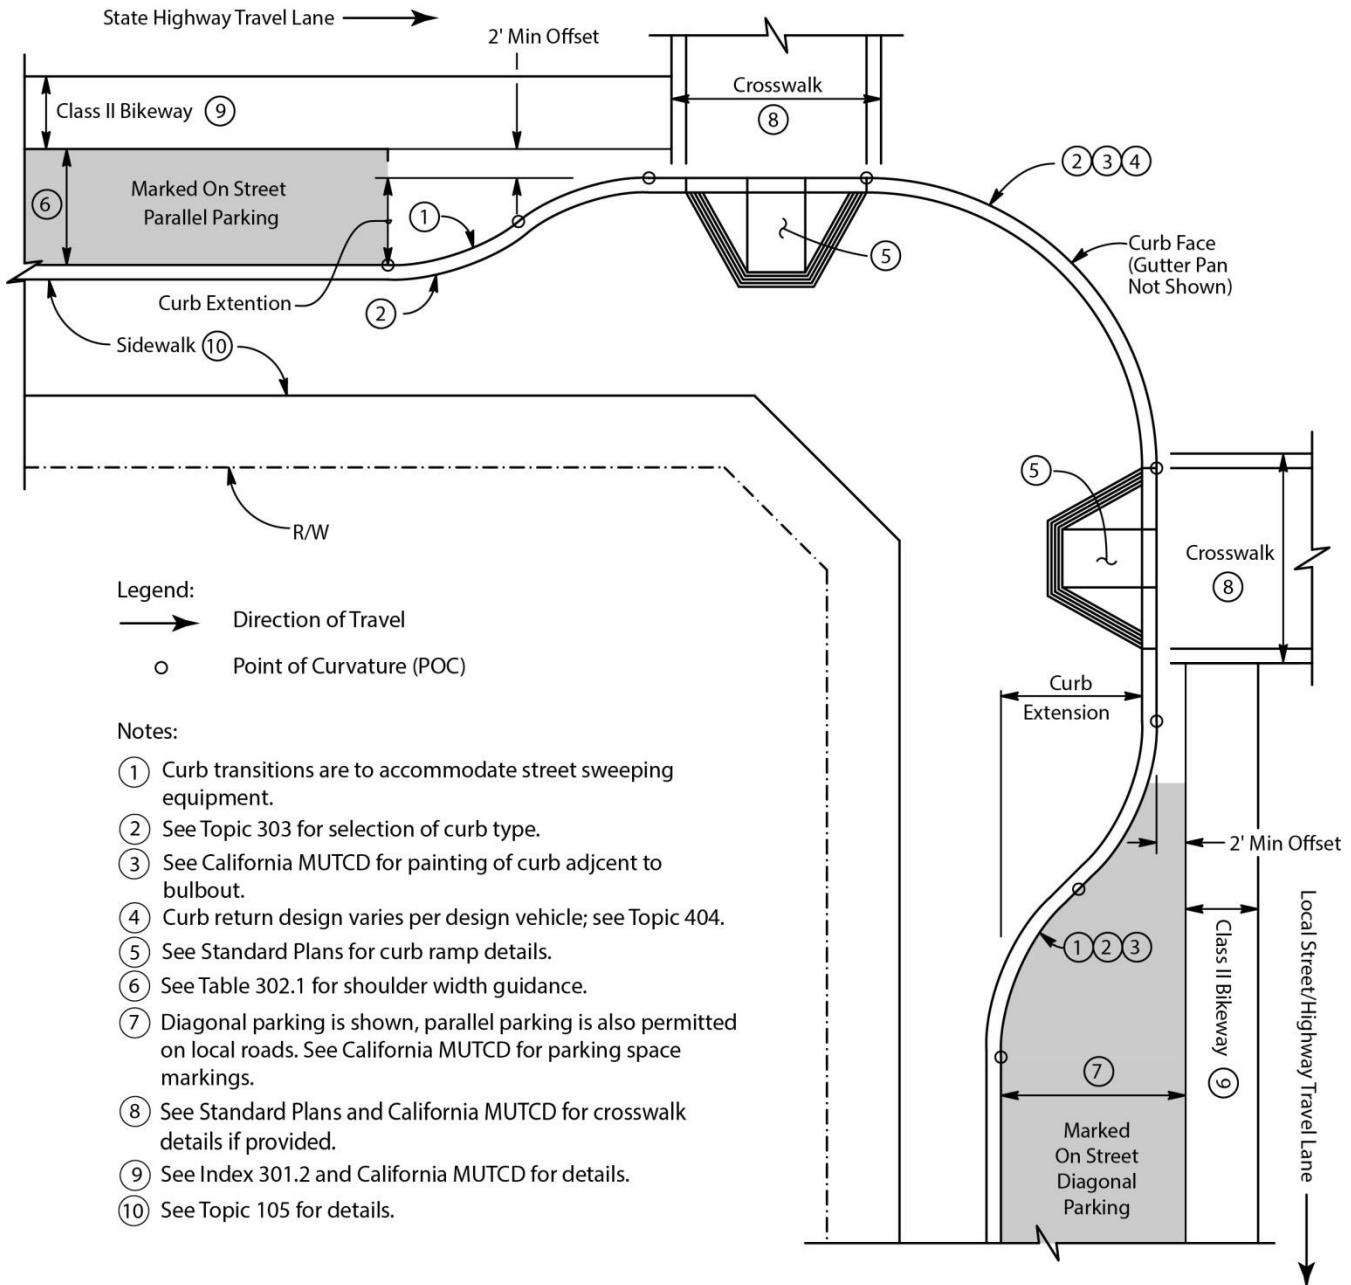 State Highway Travel Lane
2' Min Offset
Class II Bikeway 9
Crosswalk
8
2 3 4
6
Marked On Street
Parallel Parking
1
5
Curb Face
(Gutter Pan
Not Shown)
Curb Extention
2
Sidewalk 10
R/W
5
Crosswalk
8
Legend:
Direction of Travel
Point of Curvature (POC)
Curb
Extension
Notes:
1 Curb transitions are to accommodate street sweeping
equipment.
2 See Topic 303 for selection of curb type.
3 See California MUTCD for painting of curb adjcent to
bulbout.
4 Curb return design varies per design vehicle; see Topic 404.
5 See Standard Plans for curb ramp details.
6 See Table 302.1 for shoulder width guidance.
7 Diagonal parking is shown, parallel parking is also permitted
on local roads. See California MUTCD for parking space
markings.
8 See Standard Plans and California MUTCD for crosswalk
details if provided.
9 See Index 301.2 and California MUTCD for details.
10 See Topic 105 for details.
2' Min Offset
1 2 3
7
Marked
On Street
Diagonal
Parking
Class II Bikeway 9
Local Street/Highway Travel Lane